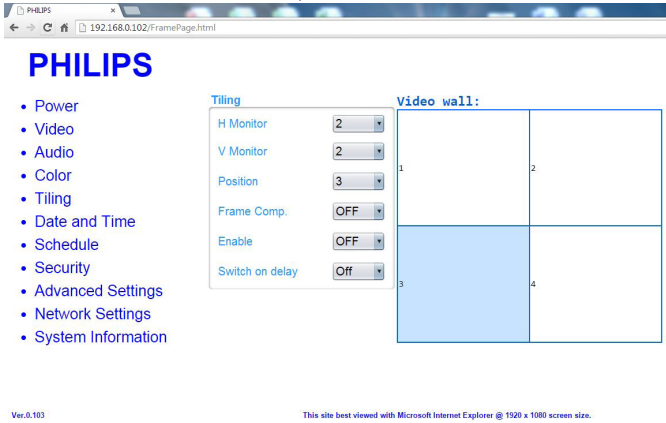 PHILIPS
192.168.0.102/FramePage.html
PHILIPS
• Power
• Video
• Audio
• Color
• Tiling
• Date and Time
• Schedule
• Security
• Advanced Settings
• Network Settings
• System Information
Tiling
H Monitor 2
V Monitor 2
Position 3
Frame Comp. OFF
Enable OFF
Switch on delay Off
Video wall:
1 2
3 4
Ver.0.103
This site best viewed with Microsoft Internet Explorer @ 1920 x 1080 screen size.